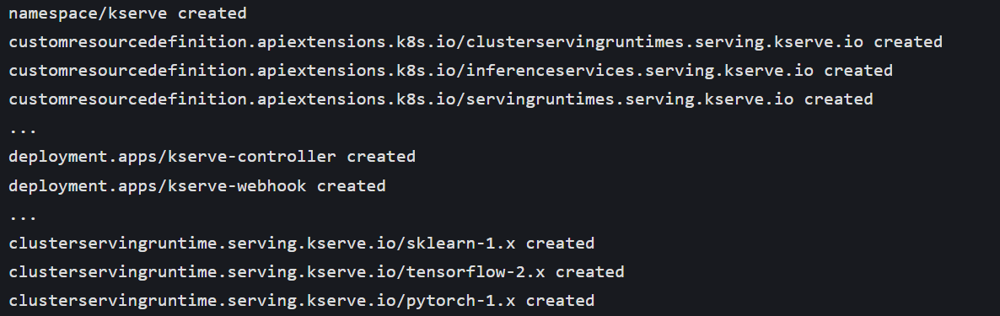 namespace/kserve created
customresourcedefinition.apiextensions.k8s.io/clusterservingruntimes.serving.kserve.io created
customresourcedefinition.apiextensions.k8s.io/inferenceservices.serving.kserve.io created
customresourcedefinition.apiextensions.k8s.io/servingruntimes.serving.kserve.io created
...
deployment.apps/kserve-controller created
deployment.apps/kserve-webhook created
...
clusterservingruntime.serving.kserve.io/sklearn-1.x created
clusterservingruntime.serving.kserve.io/tensorflow-2.x created
clusterservingruntime.serving.kserve.io/pytorch-1.x created